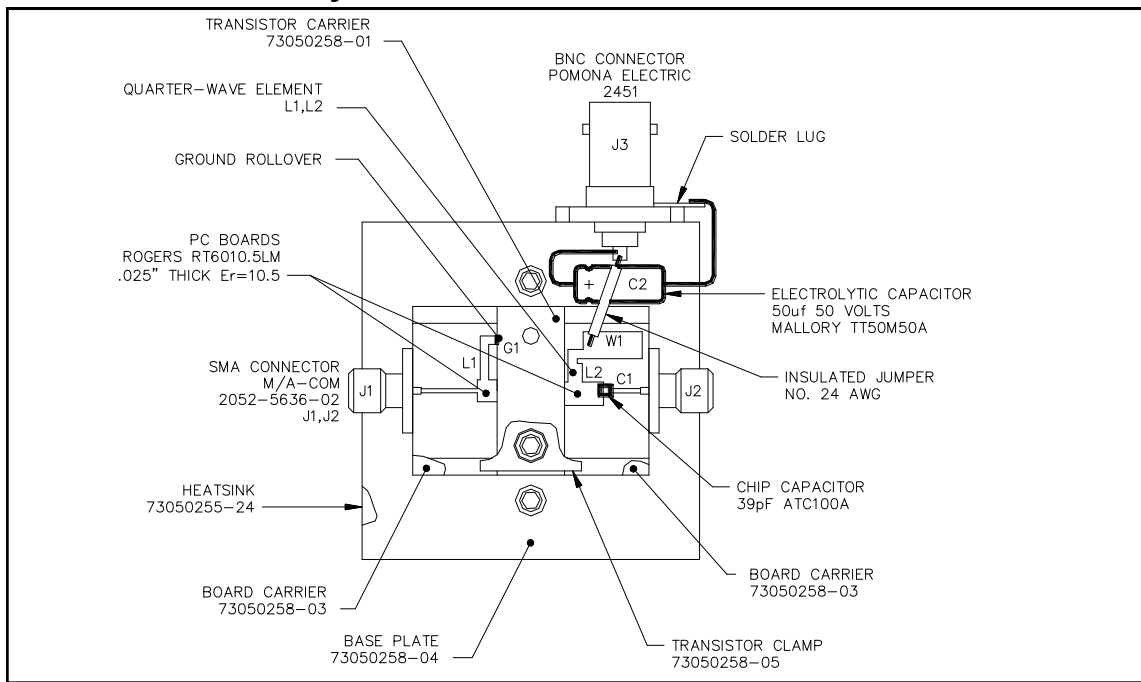 TRANSISTOR CARRIER
73050258-01
BNC CONNECTOR
POMONA ELECTRIC
2451
QUARTER-WAVE ELEMENT
L1,L2
J3
SOLDER LUG
GROUND ROLLOVER
PC BOARDS
ROGERS RT6010.5LM
.025" THICK Er=10.5
+
C2
ELECTROLYTIC CAPACITOR
50uf 50 VOLTS
MALLORY TT50M50A
G1
W1
L1
L2
C1
SMA CONNECTOR
M/A-COM
2052-5636-02
J1,J2
J1
J2
INSULATED JUMPER
NO. 24 AWG
HEATSINK
73050255-24
CHIP CAPACITOR
39pF ATC100A
BOARD CARRIER
73050258-03
BOARD CARRIER
73050258-03
BASE PLATE
73050258-04
TRANSISTOR CLAMP
73050258-05